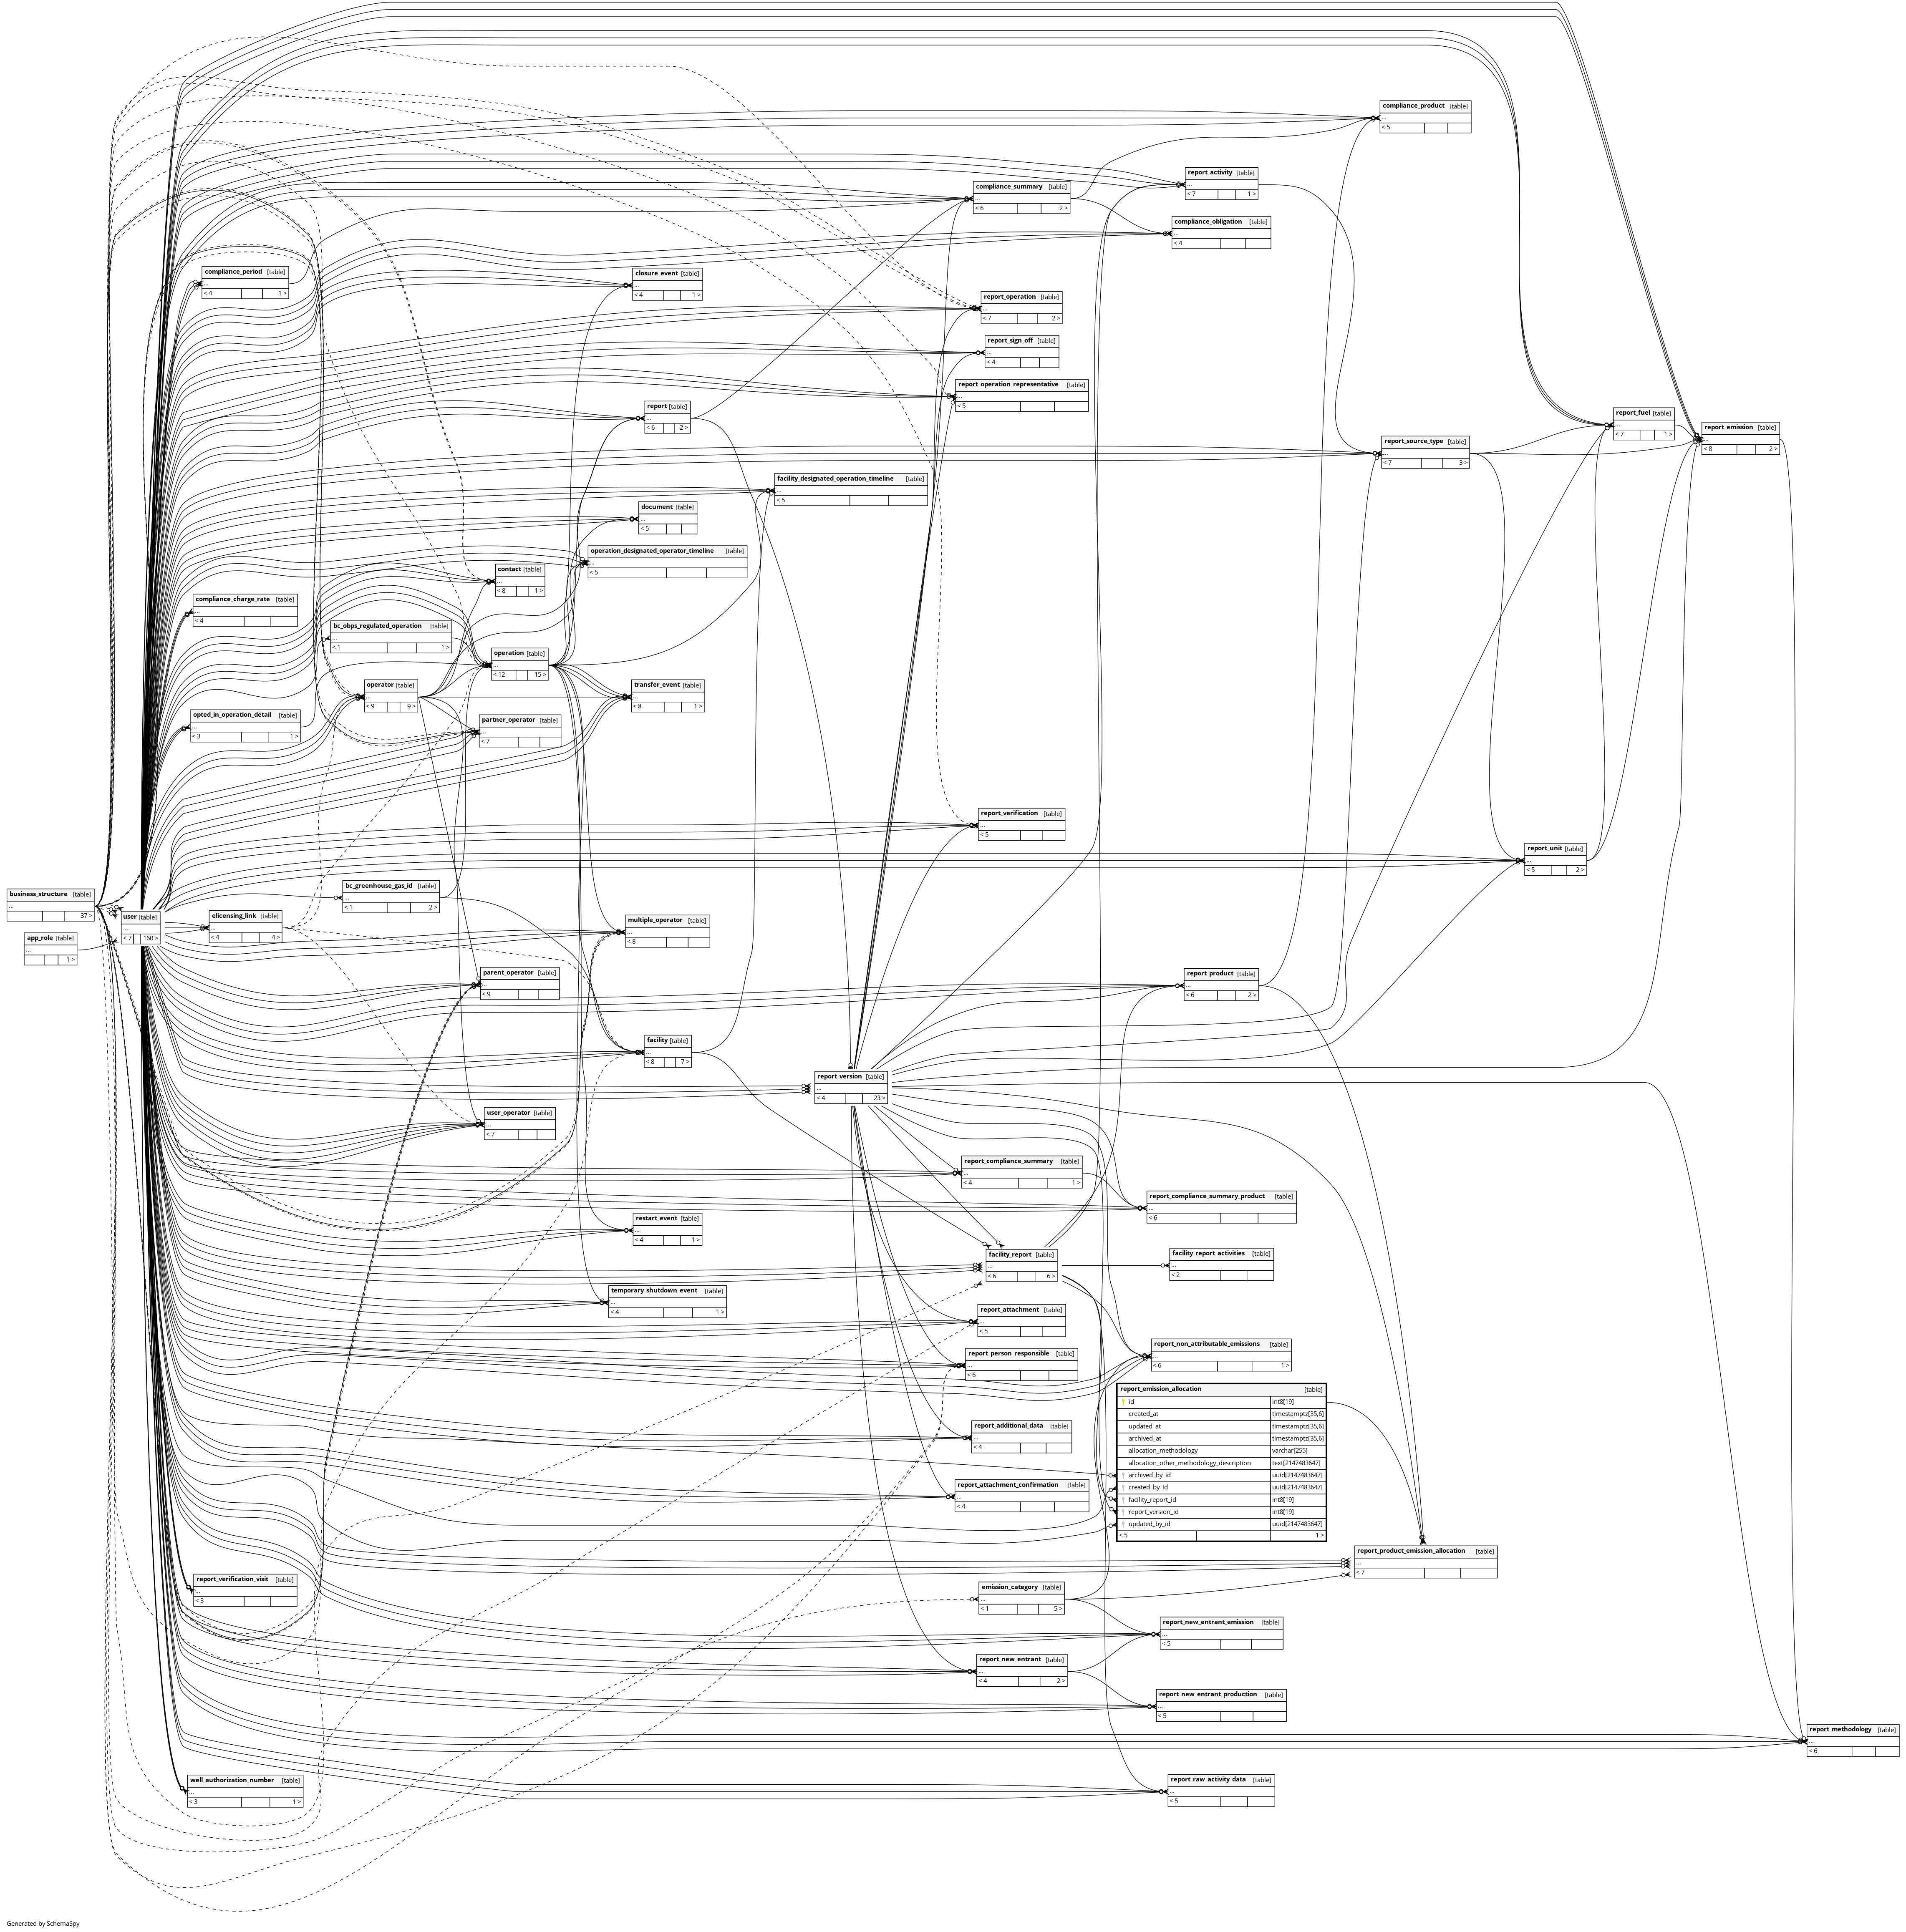 compliance_product [table]
...
< 5
report_activity [table]
...
< 7 1 >
compliance_summary [table]
...
< 6 2 >
compliance_obligation [table]
...
< 4
compliance_period [table]
...
< 4 1 >
closure_event [table]
...
< 4 1 >
report_operation [table]
...
< 7 2 >
report_sign_off [table]
...
< 4
report_operation_representative [table]
...
< 5
report [table]
...
< 6 2 >
report_fuel [table]
...
< 7 1 >
report_emission [table]
...
< 8 2 >
report_source_type [table]
...
< 7 3 >
facility_designated_operation_timeline [table]
...
< 5
document [table]
...
< 5
operation_designated_operator_timeline [table]
...
< 5
contact [table]
...
< 8 1 >
compliance_charge_rate [table]
...
< 4
bc_obps_regulated_operation [table]
...
< 1 1 >
operation [table]
...
< 12 15 >
operator [table]
...
< 9 9 >
transfer_event [table]
...
< 8 1 >
opted_in_operation_detail [table]
...
< 3 1 >
partner_operator [table]
...
< 7
report_verification [table]
...
< 5
report_unit [table]
...
< 5 2 >
business_structure [table]
...
37 >
bc_greenhouse_gas_id [table]
...
< 1 2 >
user [table]
...
< 7 160 >
elicensing_link [table]
...
< 4 4 >
multiple_operator [table]
...
< 8
app_role [table]
...
1 >
parent_operator [table]
...
< 9
report_product [table]
...
< 6 2 >
facility [table]
...
< 8 7 >
report_version [table]
...
< 4 23 >
user_operator [table]
...
< 7
report_compliance_summary [table]
...
< 4 1 >
report_compliance_summary_product [table]
...
< 6
restart_event [table]
...
< 4 1 >
facility_report [table]
...
< 6 6 >
facility_report_activities [table]
...
< 2
temporary_shutdown_event [table]
...
< 4 1 >
report_attachment [table]
...
< 5
report_non_attributable_emissions [table]
...
< 6 1 >
report_person_responsible [table]
...
< 6
report_emission_allocation [table]
id int8[19]
created_at timestamptz[35,6]
updated_at timestamptz[35,6]
archived_at timestamptz[35,6]
allocation_methodology varchar[255]
allocation_other_methodology_description text[2147483647]
archived_by_id uuid[2147483647]
created_by_id uuid[2147483647]
facility_report_id int8[19]
report_version_id int8[19]
updated_by_id uuid[2147483647]
< 5 1 >
report_additional_data [table]
...
< 4
report_attachment_confirmation [table]
...
< 4
report_product_emission_allocation [table]
...
< 7
report_verification_visit [table]
...
< 3
emission_category [table]
...
< 1 5 >
report_new_entrant_emission [table]
...
< 5
report_new_entrant [table]
...
< 4 2 >
report_new_entrant_production [table]
...
< 5
report_methodology [table]
...
< 6
well_authorization_number [table]
...
< 3 1 >
report_raw_activity_data [table]
...
< 5
Generated by SchemaSpy